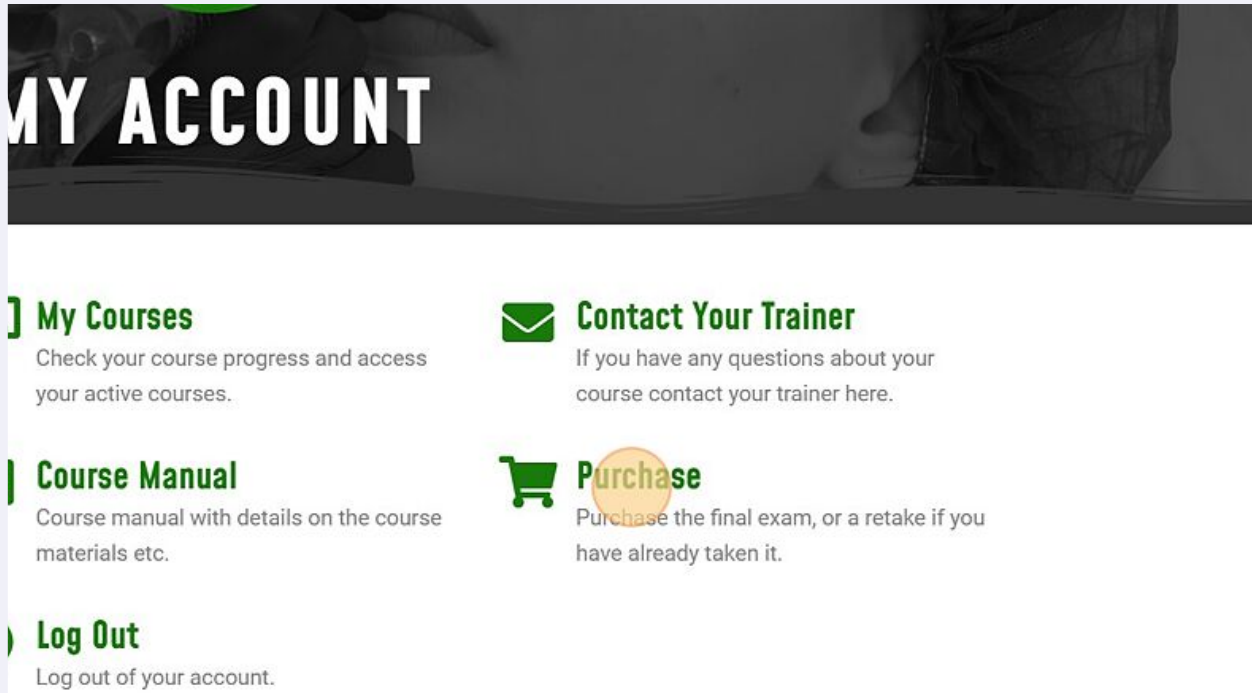 MY ACCOUNT
My Courses
Check your course progress and access
your active courses.
Contact Your Trainer
If you have any questions about your
course contact your trainer here.
Course Manual
Course manual with details on the course
materials etc.
Purchase
Purchase the final exam, or a retake if you
have already taken it.
Log Out
Log out of your account.